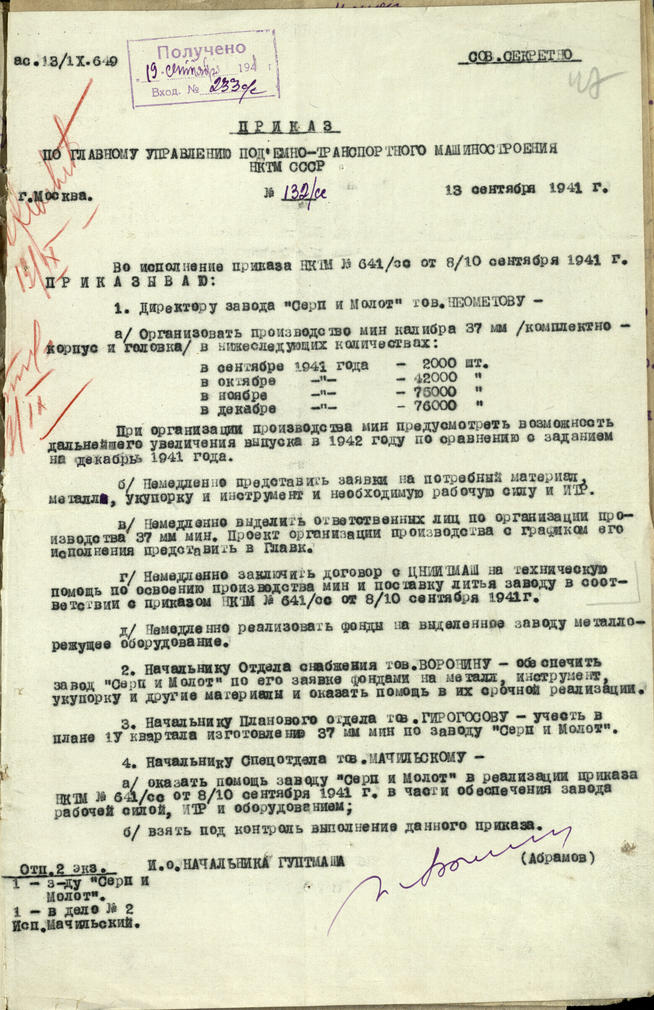 ас.13/IX.649
Получено
19 сентября 1941 г
Вход. № 233с/с
СОВ.СЕКРЕТНО
П Р И К А З
ПО ГЛАВНОМУ УПРАВЛЕНИЮ ПОД'ЕМНО-ТРАНСПОРТНОГО МАШИНОСТРОЕНИЯ
НКТМ СССР
г.Москва.
№ 132/сс
13 сентября 1941 г.
Во исполнение приказа НКТМ № 641/сс от 8/10 сентября 1941 г.
П Р И К А З Ы В А Ю:
1. Директору завода "Серп и Молот" тов.НЕОМЕТОВУ -
а/ Организовать производство мин калибра 37 мм /комплектно -
корпус и головка/ в нижеследующих количествах:
в сентябре 1941 года - 2000 шт.
в октябре -"- - 42000 "
в ноябре -"- - 75000 "
в декабре -"- - 76000 "
При организации производства мин предусмотреть возможность
дальнейшего увеличения выпуска в 1942 году по сравнению с заданием
на декабрь 1941 года.
б/ Немедленно представить заявки на потребный материал,
металла, укупорку и инструмент и необходимую рабочую силу и ИТР.
в/ Немедленно выделить ответственных лиц по организации про-
изводства 37 мм мин. Проект организации производства с графиком его
исполнения представить в Главк.
г/ Немедленно заключить договор с ЦНИИТМАШ на техническую
помощь по освоению производства мин и поставку литья заводу в соот-
ветствии с приказом НКТМ № 641/сс от 8/10 сентября 1941г.
д/ Немедленно реализовать фонды на выделенное заводу металло-
режущее оборудование.
2. Начальнику Отдела снабжения тов.ВОРОНИНУ - обеспечить
завод "Серп и Молот" по его заявке фондами на металл, инструмент,
укупорку и другие материалы и оказать помощь в их срочной реализации.
3. Начальнику Планового отдела тов.ГИРОГОСОВУ - учесть в
плане 1У квартала изготовление 37 мм мин по заводу "Серп и Молот".
4. Начальнику Спецотдела тов.МАЧИЛЬСКОМУ -
а/ оказать помощь заводу "Серп и Молот" в реализации приказа
НКТМ № 641/сс от 8/10 сентября 1941 г. в части обеспечения завода
рабочей силой, ИТР и оборудованием;
б/ взять под контроль выполнение данного приказа.
И.о.НАЧАЛЬНИКА ГУПТМАША
(Абрамов)
Отп.2 экз.
1 - з-ду "Серп и
Молот".
1 - в дело № 2
Исп.Мачильский.